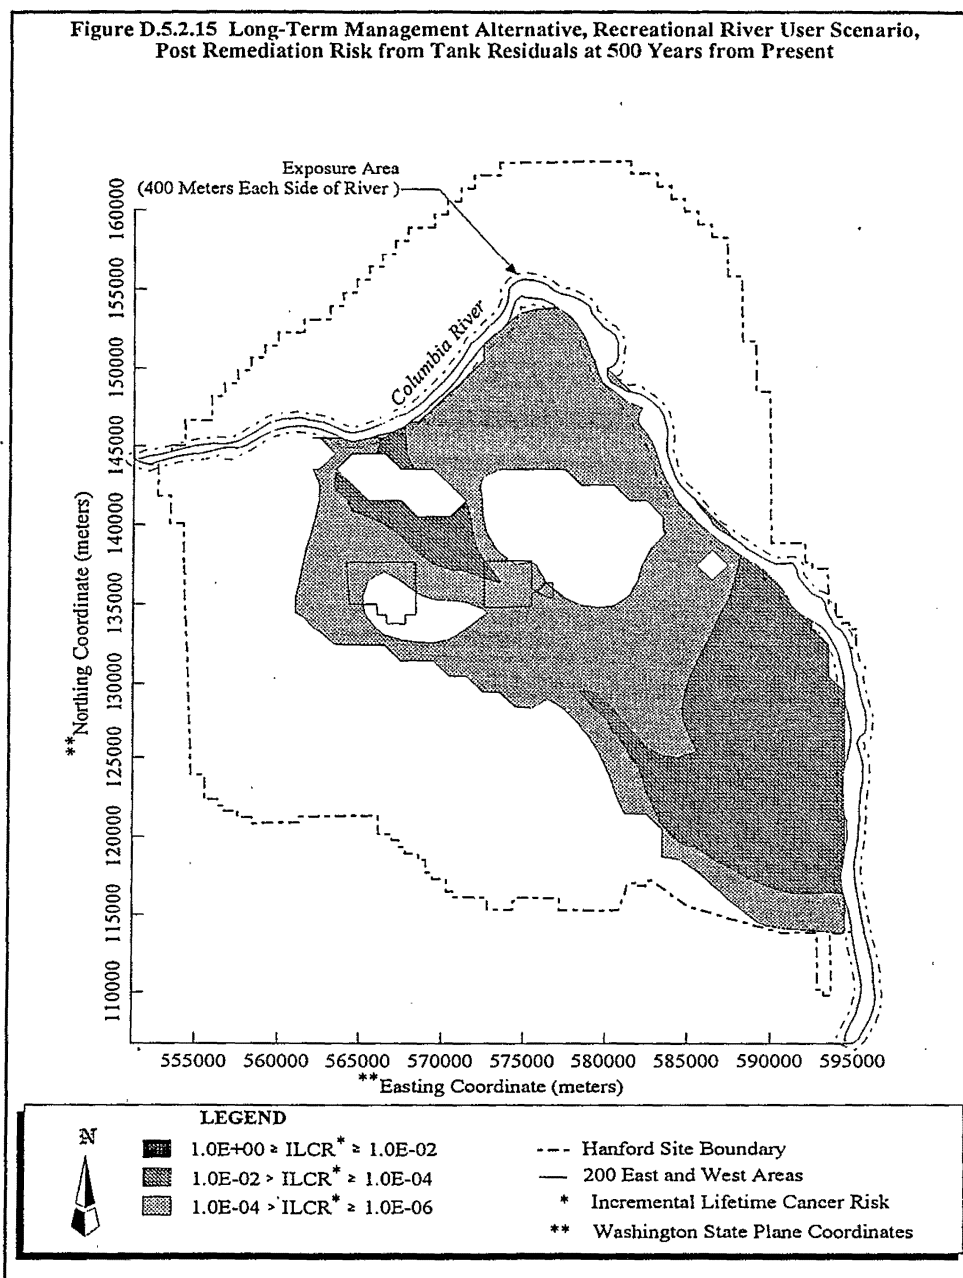 Figure D.5.2.15 Long-Term Management Alternative, Recreational River User Scenario,
Post Remediation Risk from Tank Residuals at 500 Years from Present
Exposure Area
(400 Meters Each Side of River )
Columbia River
**Northing Coordinate (meters)
160000
155000
150000
145000
140000
135000
130000
125000
120000
115000
110000
555000 560000 565000 570000 575000 580000 585000 590000 595000
**Easting Coordinate (meters)
N
LEGEND
1.0E+00 ≥ ILCR* ≥ 1.0E-02
1.0E-02 > ILCR* ≥ 1.0E-04
1.0E-04 > ILCR* ≥ 1.0E-06
Hanford Site Boundary
200 East and West Areas
* Incremental Lifetime Cancer Risk
** Washington State Plane Coordinates